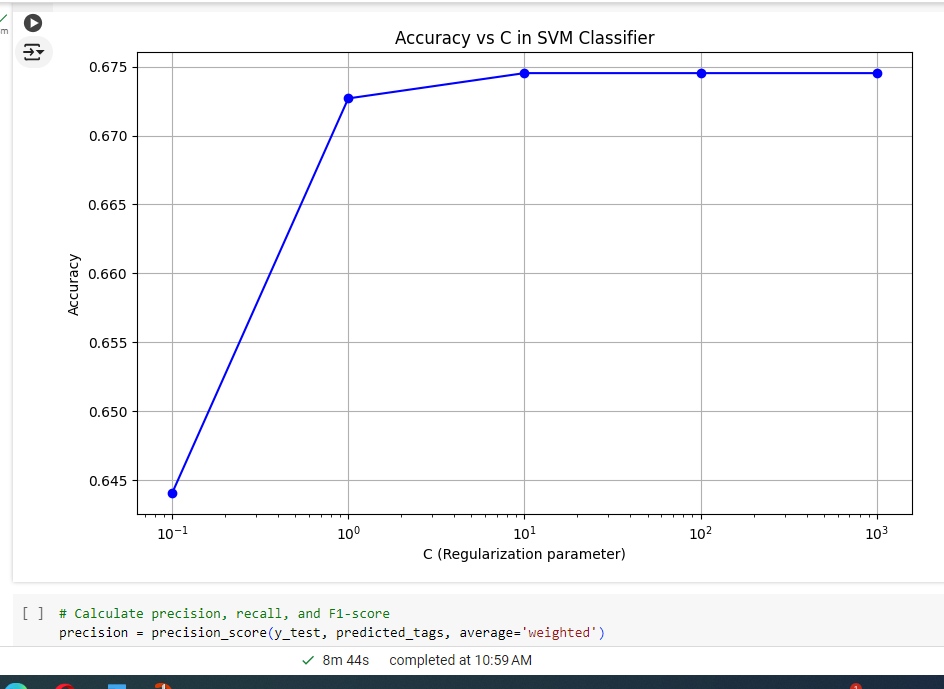 m
Accuracy vs C in SVM Classifier
0.675
0.670
0.665
0.660
0.655
0.650
0.645
Accuracy
10⁻¹ 10⁰ 10¹ 10² 10³
C (Regularization parameter)
[ ] # Calculate precision, recall, and F1-score
precision = precision_score(y_test, predicted_tags, average='weighted')
✓ 8m 44s completed at 10:59 AM
1